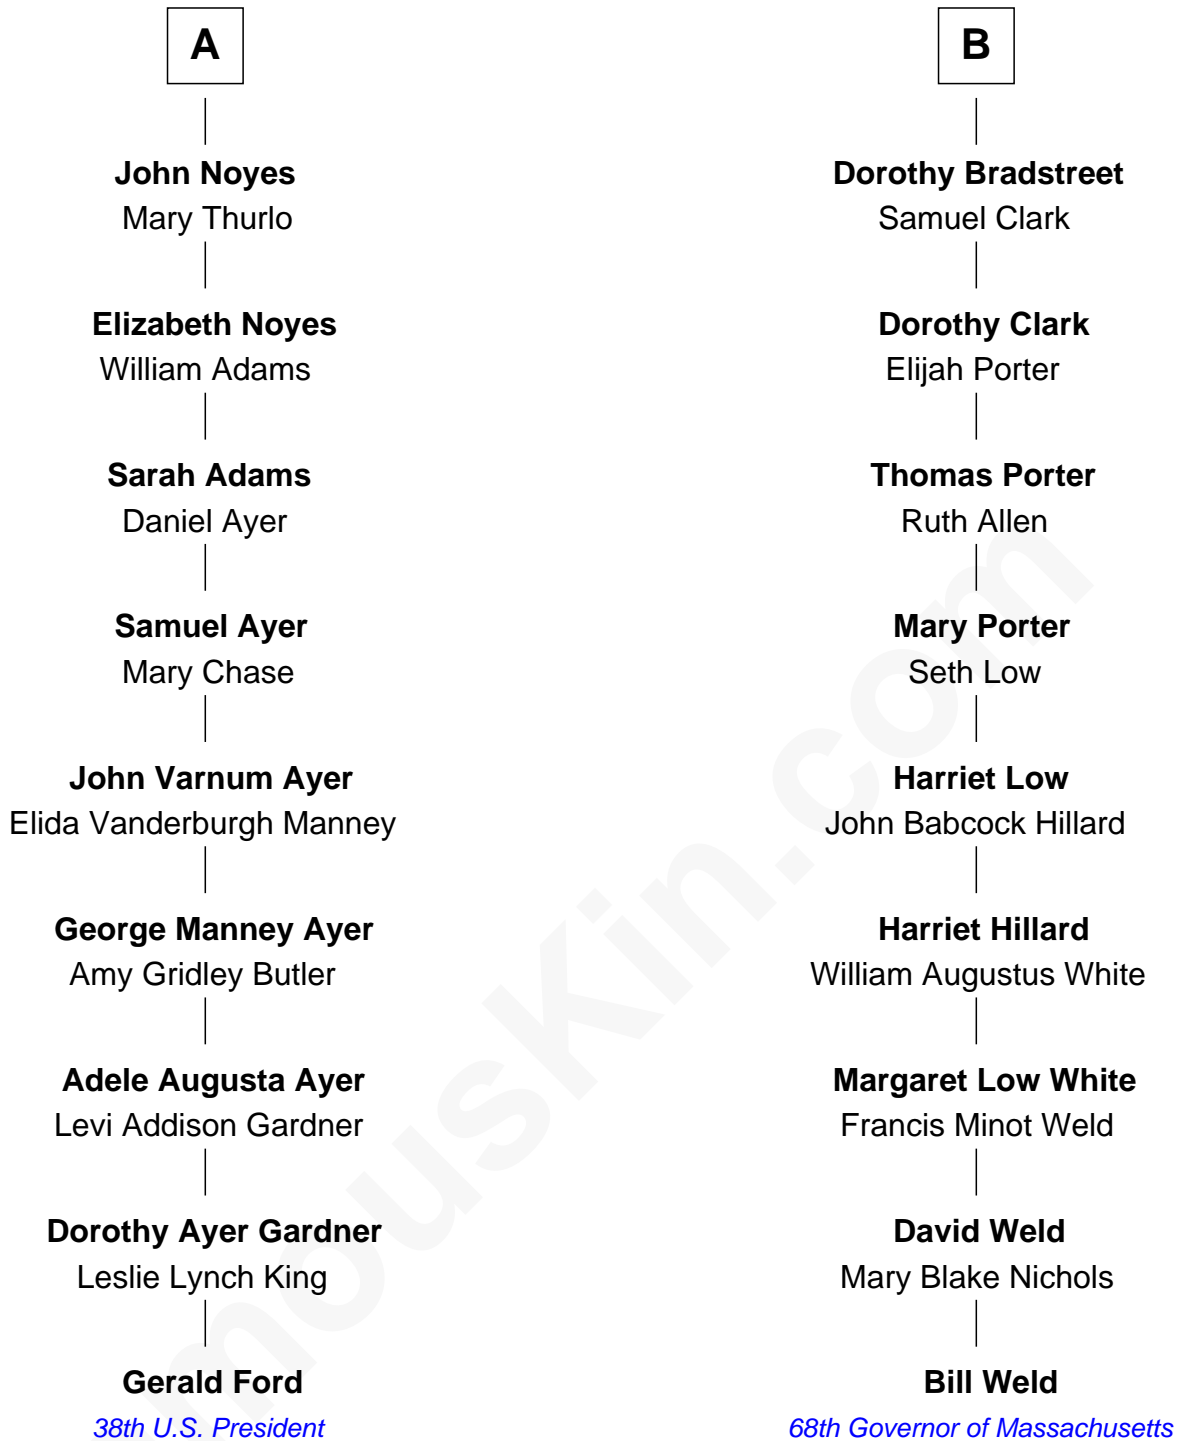 A
John Noyes
Mary Thurlo
Elizabeth Noyes
William Adams
Sarah Adams
Daniel Ayer
Samuel Ayer
Mary Chase
John Varnum Ayer
Elida Vanderburgh Manney
George Manney Ayer
Amy Gridley Butler
Adele Augusta Ayer
Levi Addison Gardner
Dorothy Ayer Gardner
Leslie Lynch King
Gerald Ford
38th U.S. President
B
Dorothy Bradstreet
Samuel Clark
Dorothy Clark
Elijah Porter
Thomas Porter
Ruth Allen
Mary Porter
Seth Low
Harriet Low
John Babcock Hillard
Harriet Hillard
William Augustus White
Margaret Low White
Francis Minot Weld
David Weld
Mary Blake Nichols
Bill Weld
68th Governor of Massachusetts
mousKin.com